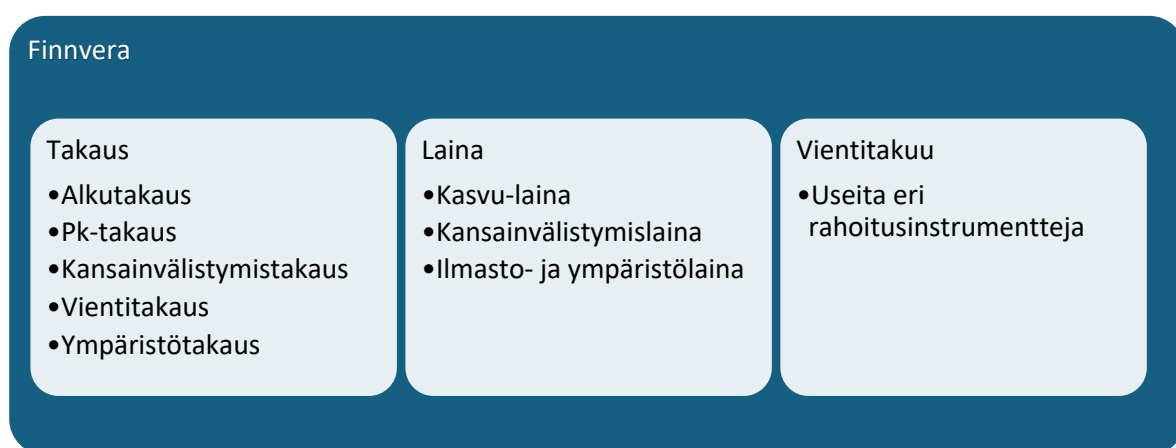 Finnvera
Takaus
•Alkutakaus
•Pk-takaus
•Kansainvälistymistakaus
•Vientitakaus
•Ympäristötakaus
Laina
•Kasvu-laina
•Kansainvälistymislaina
•Ilmasto- ja ympäristölaina
Vientitakuu
•Useita eri
rahoitusinstrumentteja